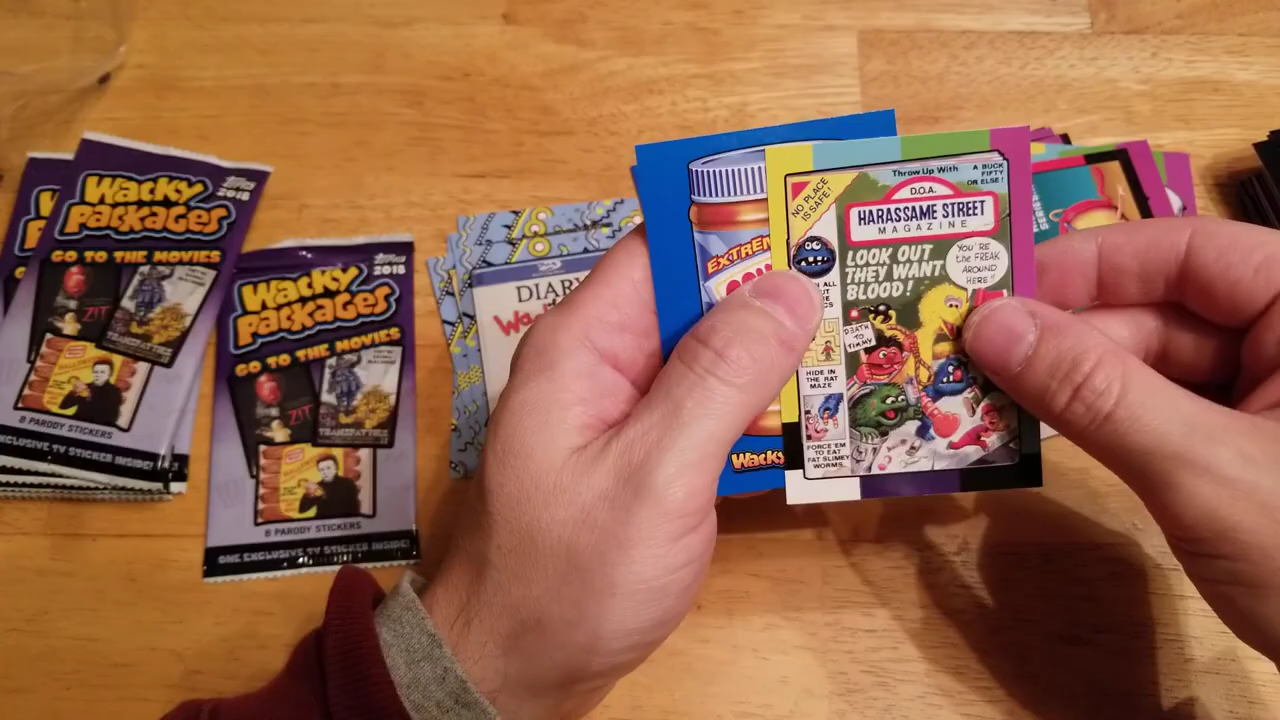 Topps
2018
Wacky
Packages
GO TO THE MOVIES
ZIT
8 PARODY STICKERS
EXCLUSIVE TV STICKER INSIDE!
Topps
2018
Wacky
Packages
GO TO THE MOVIES
ZIT
TRANSFATTIES
8 PARODY STICKERS
ONE EXCLUSIVE TV STICKER INSIDE!
DIARY
Wacky
NO PLACE
IS SAFE!
Throw Up With
A BUCK
FIFTY
OR ELSE!
D.O.A.
HARASSAME STREET
MAGAZINE
LOOK OUT
THEY WANT
BLOOD!
YOU'RE
the FREAK
AROUND
HERE!!
DEATH
TO
TIMMY
HIDE IN
THE RAT
MAZE
FORCE 'EM
TO EAT
FAT SLIMEY
WORMS.
SERIES